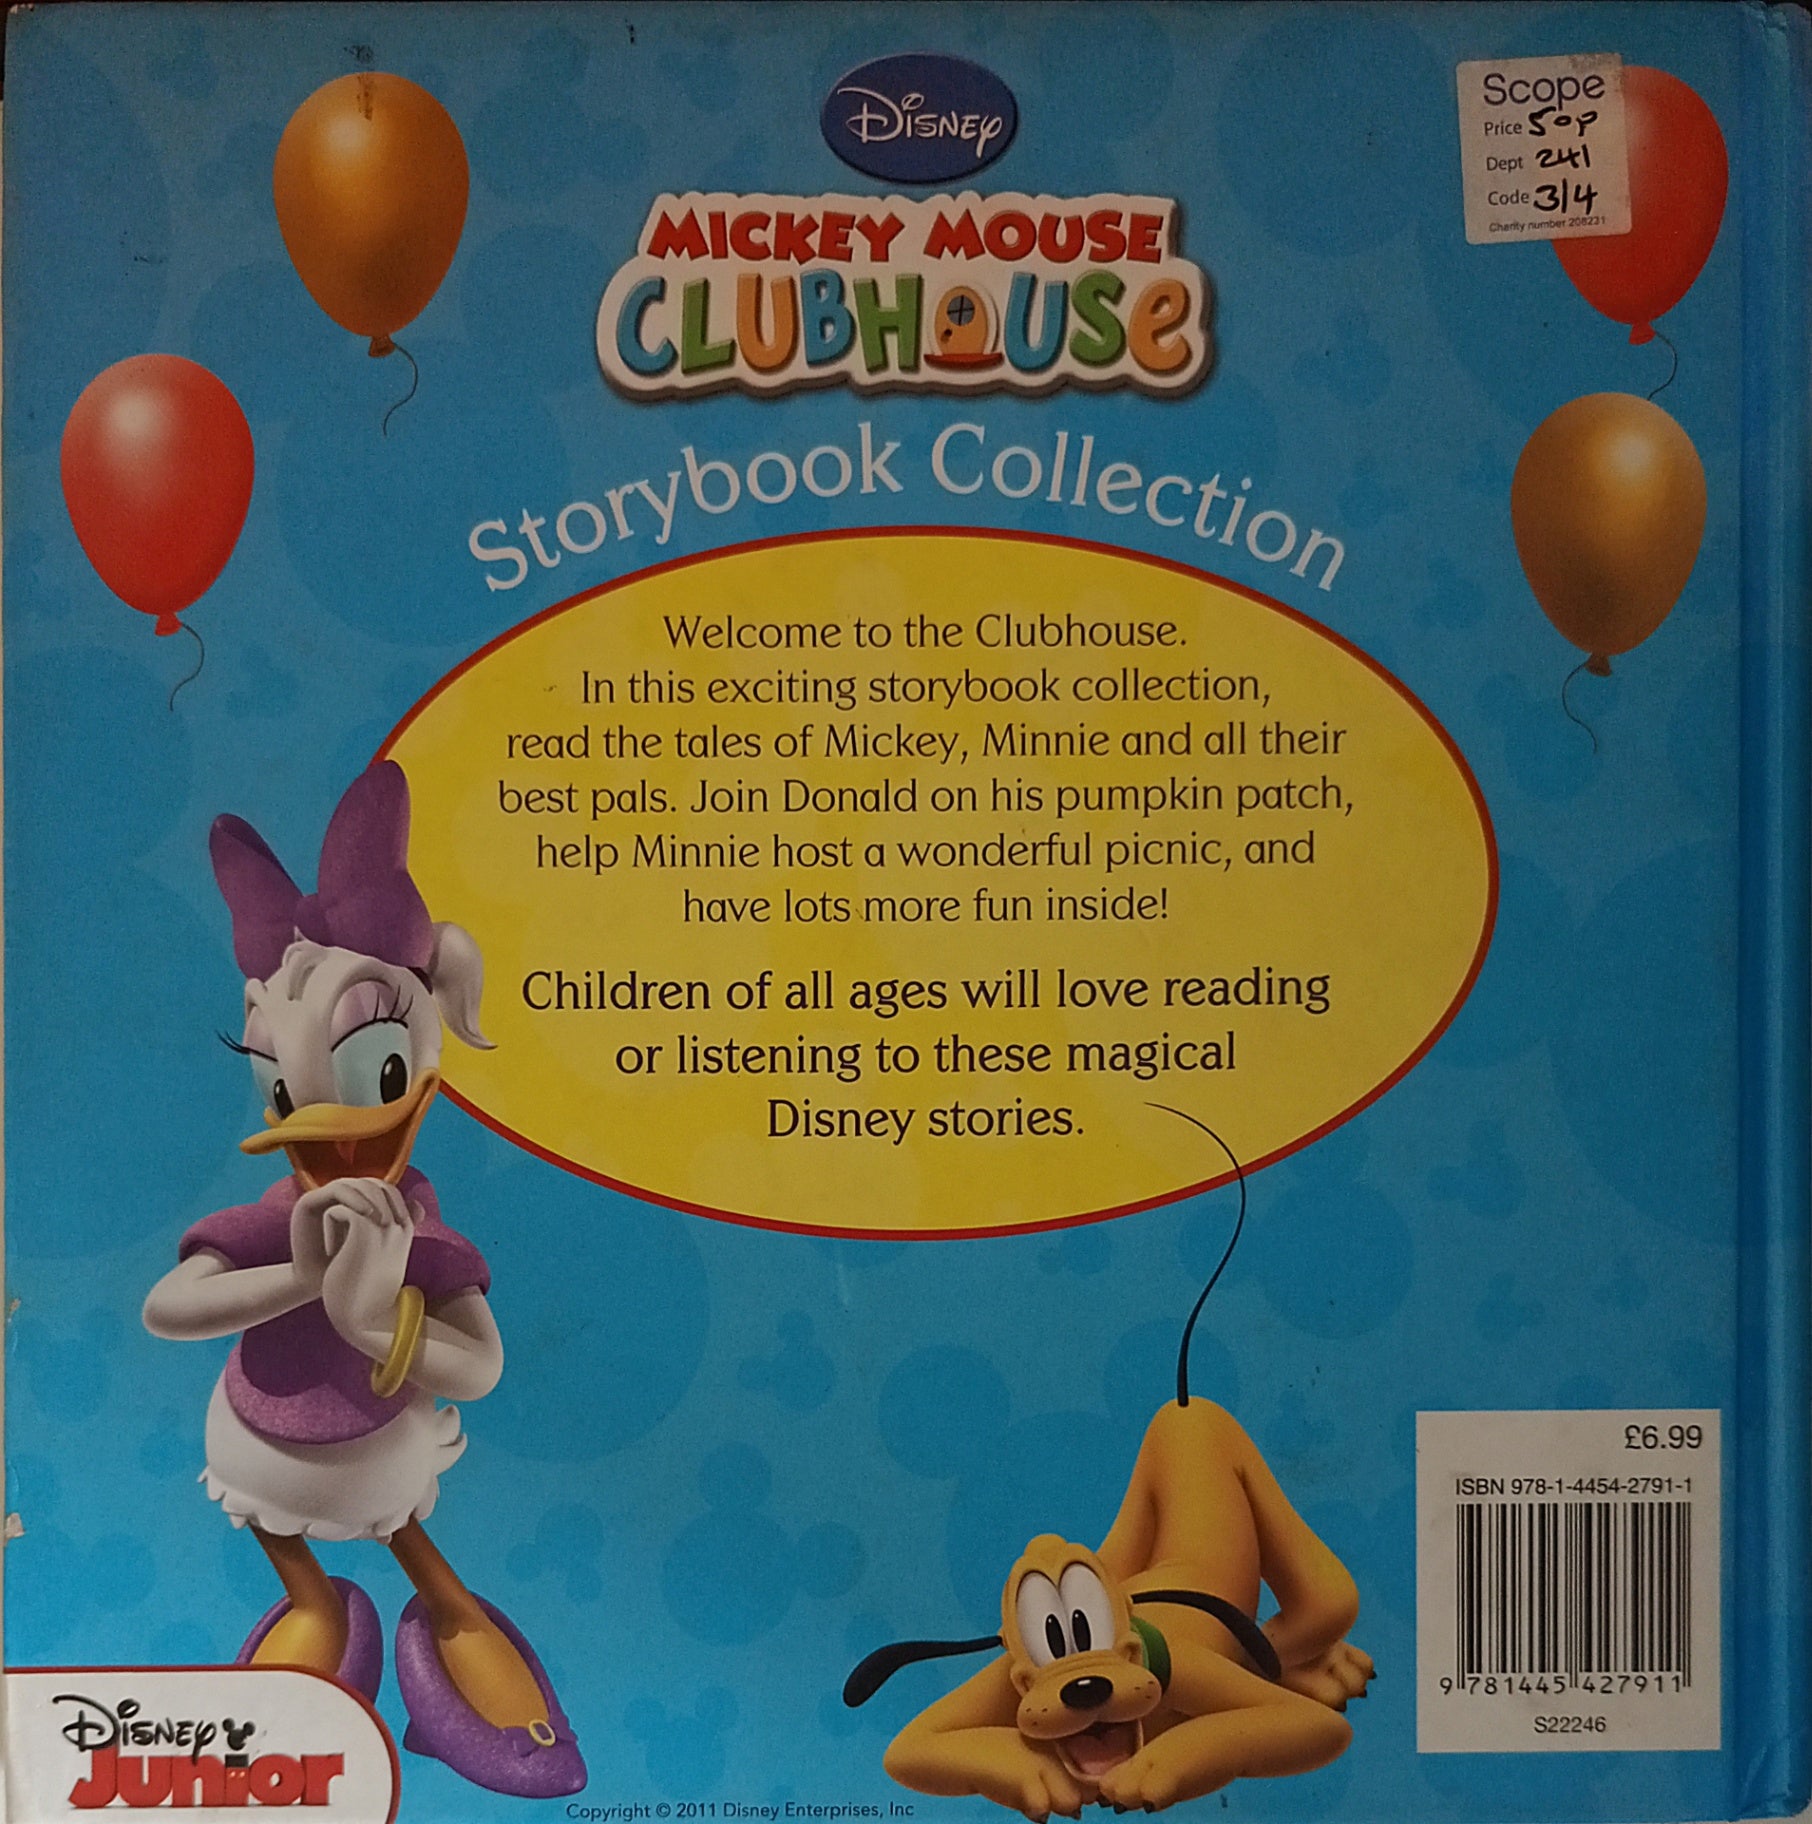 Disney
Scope
Price 50p
Dept 241
Code 3/4
Charity number 208231
MICKEY MOUSE
CLUBHOUSE
Storybook Collection
Welcome to the Clubhouse.
In this exciting storybook collection,
read the tales of Mickey, Minnie and all their
best pals. Join Donald on his pumpkin patch,
help Minnie host a wonderful picnic, and
have lots more fun inside!
Children of all ages will love reading
or listening to these magical
Disney stories.
£6.99
ISBN 978-1-4454-2791-1
9 781445 427911
S22246
Disney
Junior
Copyright © 2011 Disney Enterprises, Inc